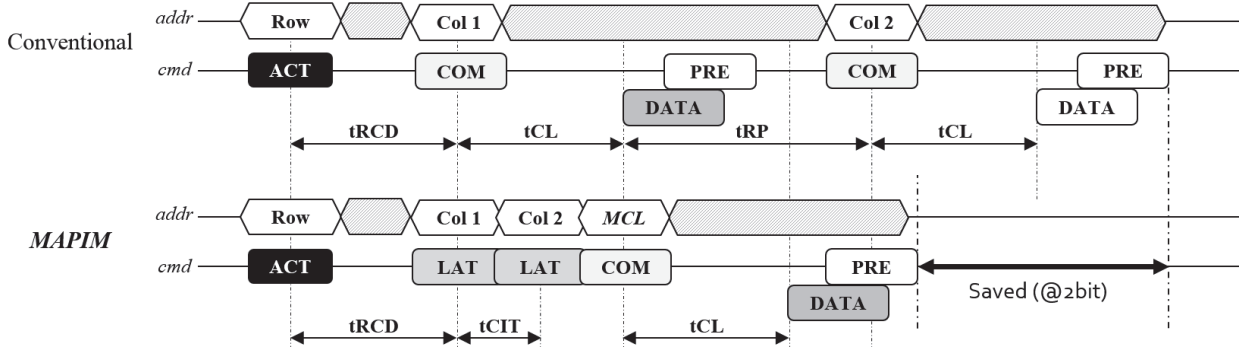 addr Row Col 1 Col 2
Conventional
cmd ACT COM PRE COM PRE
DATA DATA
tRCD tCL tRP tCL
addr Row Col 1 Col 2 MCL
MAPIM
cmd ACT LAT LAT COM PRE
DATA Saved (@2bit)
tRCD tCIT tCL